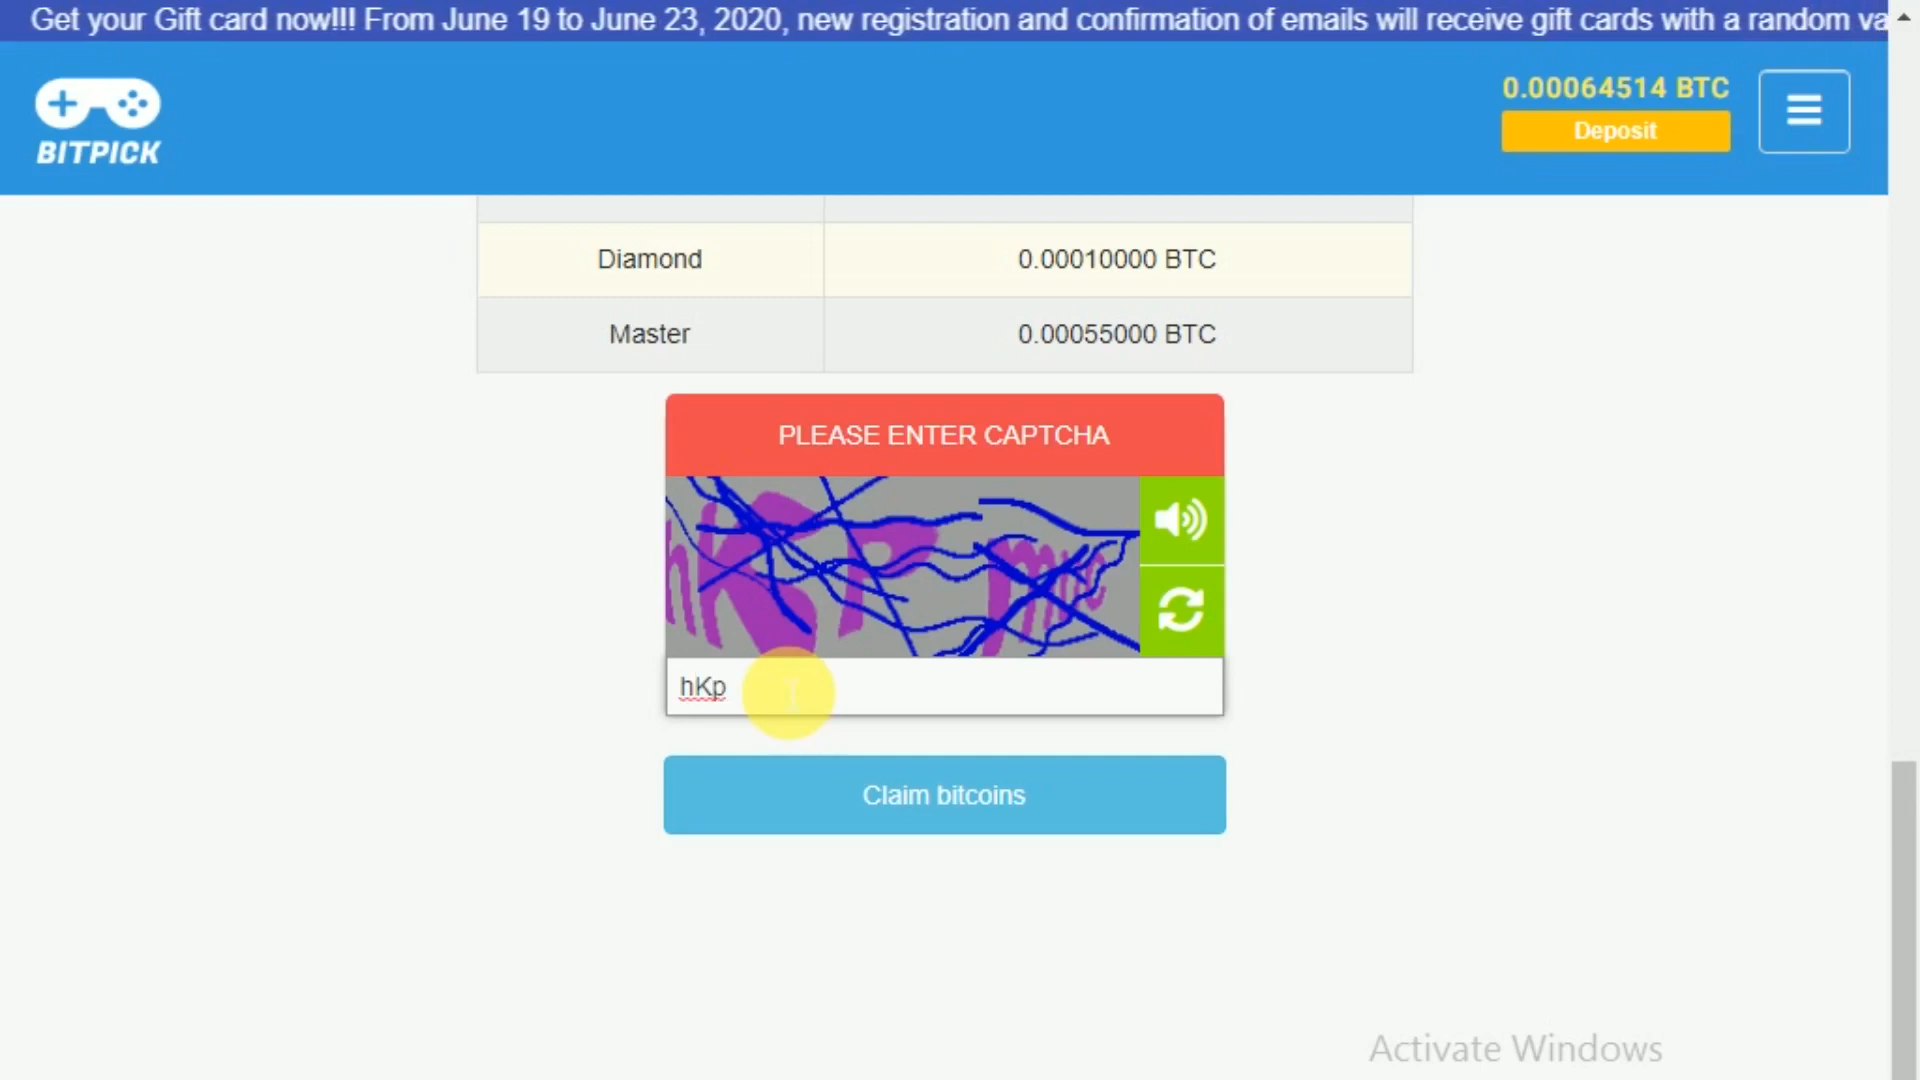 Get your Gift card now!!! From June 19 to June 23, 2020, new registration and confirmation of emails will receive gift cards with a random va
BITPICK
0.00064514 BTC
Deposit
Diamond 0.00010000 BTC
Master 0.00055000 BTC
PLEASE ENTER CAPTCHA
hKp
Claim bitcoins
Activate Windows